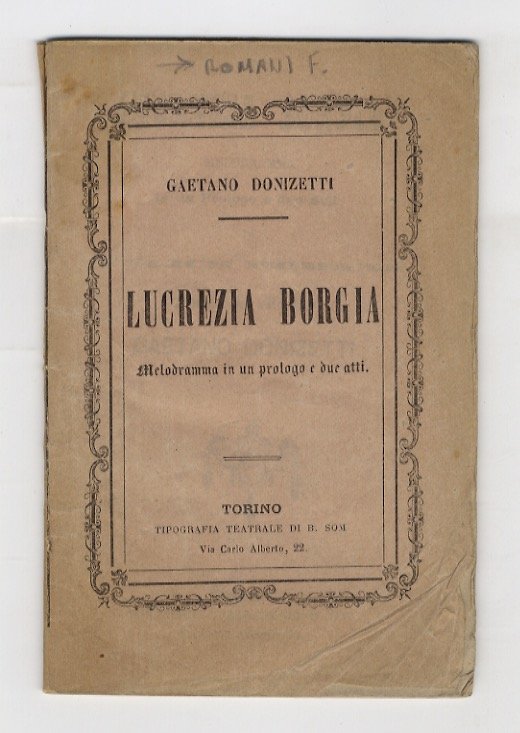 → ROMANI F.
GAETANO DONIZETTI
LUCREZIA BORGIA
Melodramma in un prologo e due atti.
TORINO
TIPOGRAFIA TEATRALE DI B. SOM
Via Carlo Alberto, 22.